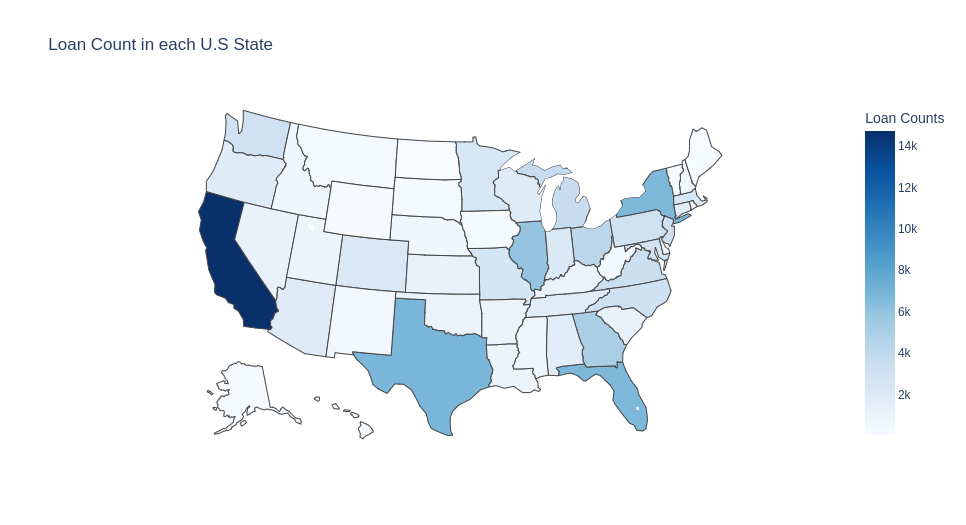 Loan Count in each U.S State
Loan Counts
14k
12k
10k
8k
6k
4k
2k